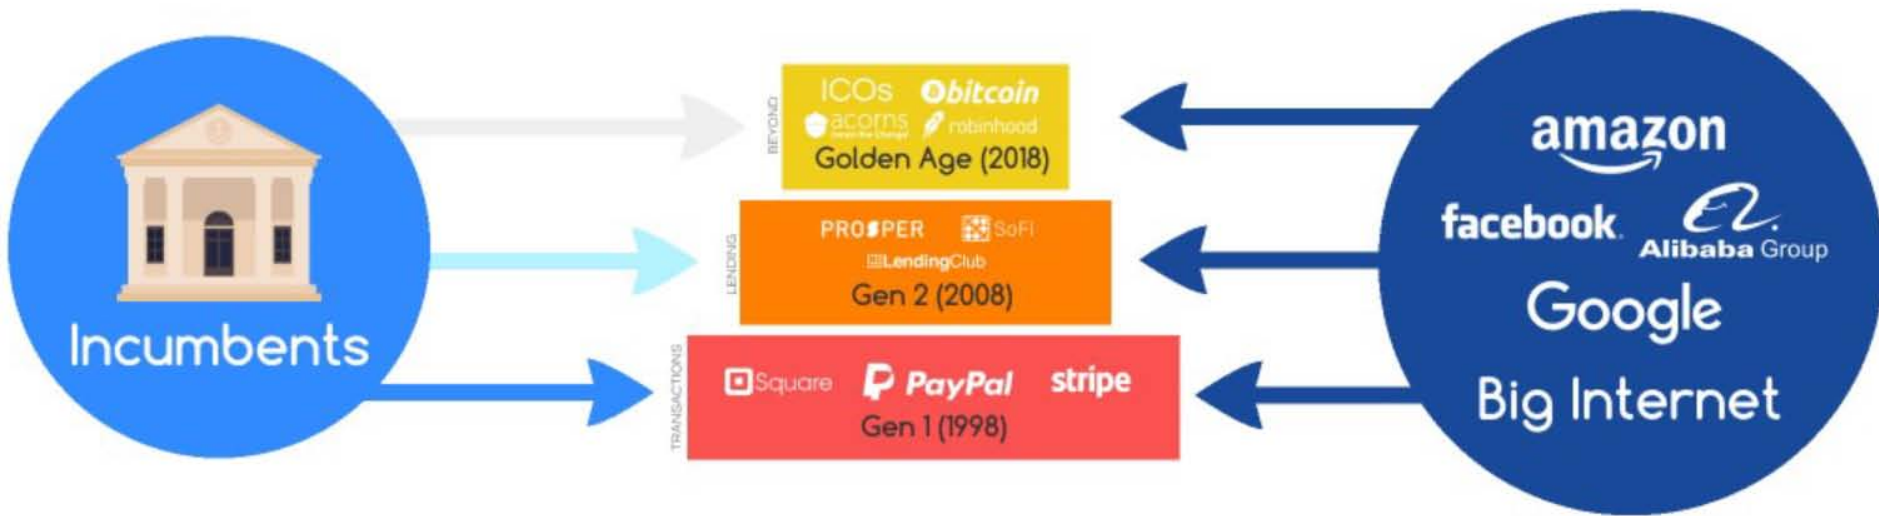 Incumbents
BEYOND
ICOs bitcoin
acorns robinhood
Golden Age (2018)
LENDING
PROSPER SoFi
LendingClub
Gen 2 (2008)
TRANSACTIONS
Square PayPal stripe
Gen 1 (1998)
amazon
facebook
Alibaba Group
Google
Big Internet